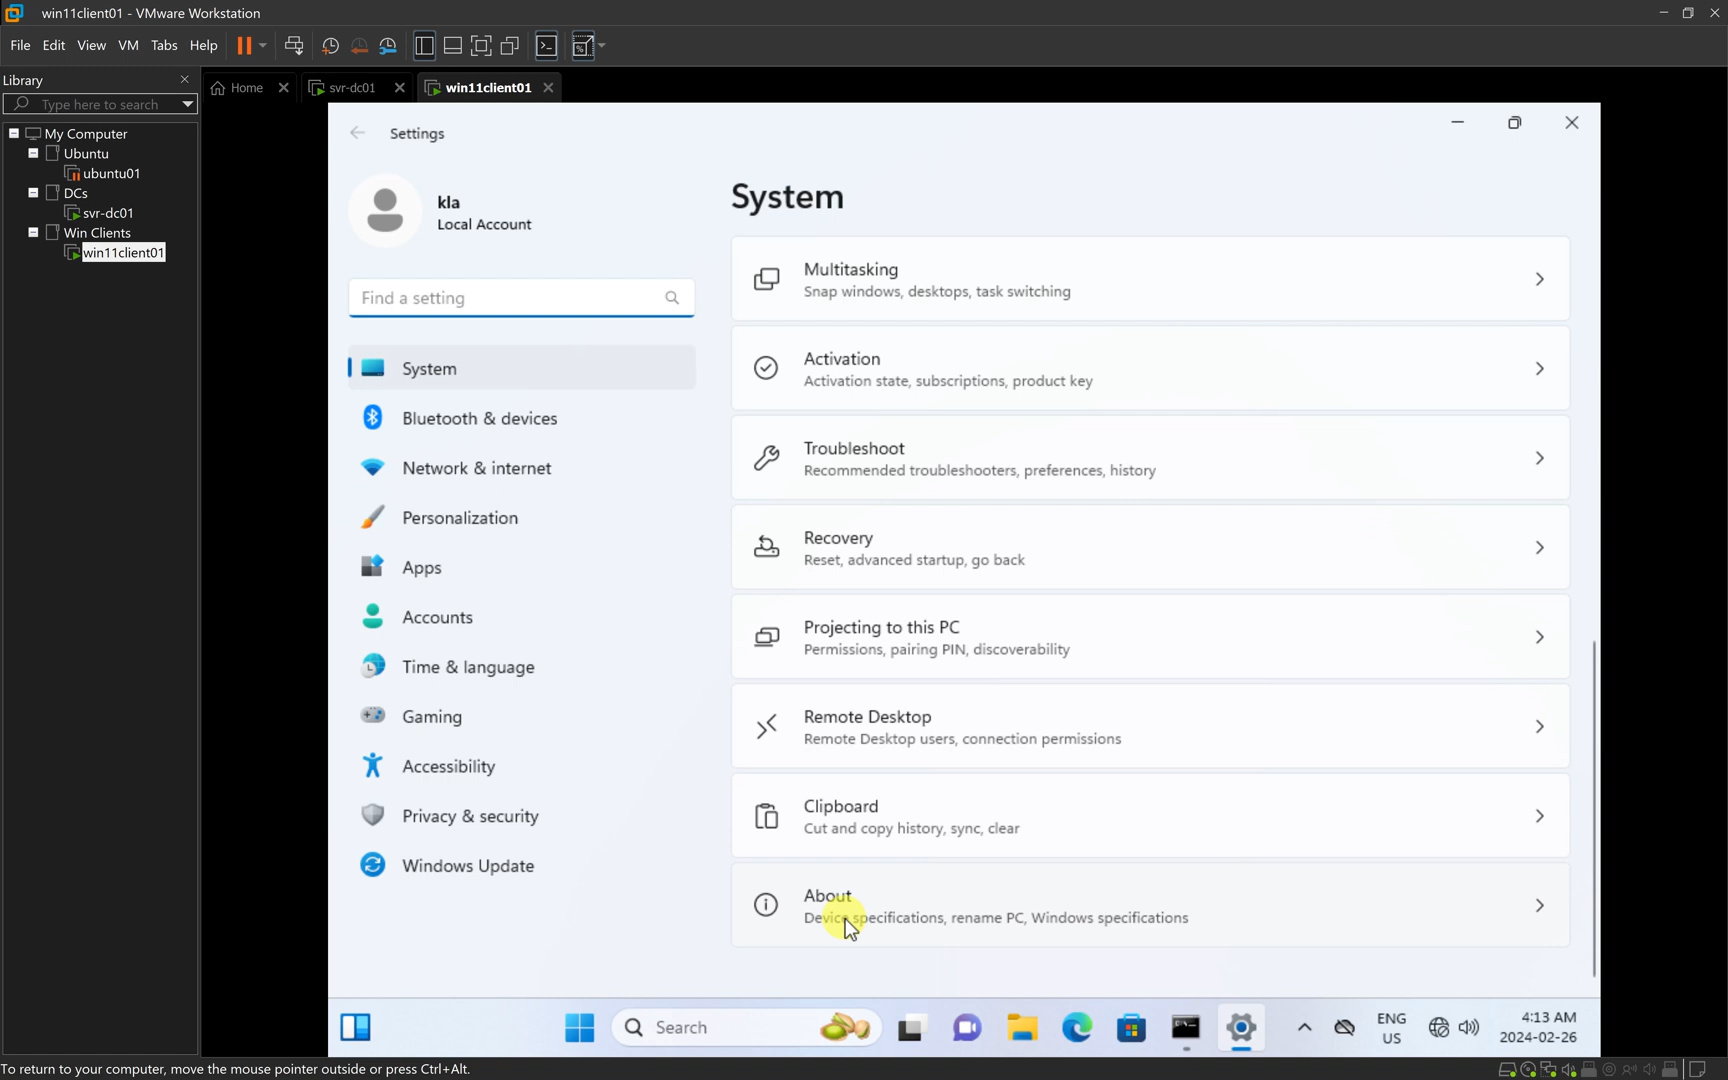 win11client01 - VMware Workstation
File Edit View VM Tabs Help
Library
Type here to search
Home
svr-dc01
win11client01
My Computer
Ubuntu
ubuntu01
DCs
svr-dc01
Win Clients
win11client01
Settings
kla
Local Account
Find a setting
System
Bluetooth & devices
Network & internet
Personalization
Apps
Accounts
Time & language
Gaming
Accessibility
Privacy & security
Windows Update
System
Multitasking
Snap windows, desktops, task switching
Activation
Activation state, subscriptions, product key
Troubleshoot
Recommended troubleshooters, preferences, history
Recovery
Reset, advanced startup, go back
Projecting to this PC
Permissions, pairing PIN, discoverability
Remote Desktop
Remote Desktop users, connection permissions
Clipboard
Cut and copy history, sync, clear
About
Device specifications, rename PC, Windows specifications
Search
ENG
US
4:13 AM
2024-02-26
To return to your computer, move the mouse pointer outside or press Ctrl+Alt.